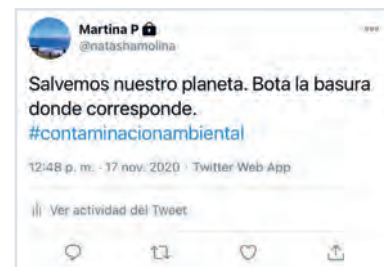 Martina P
@natashamolina
Salvemos nuestro planeta. Bota la basura
donde corresponde.
#contaminacionambiental
12:48 p. m. · 17 nov. 2020 · Twitter Web App
Ver actividad del Tweet